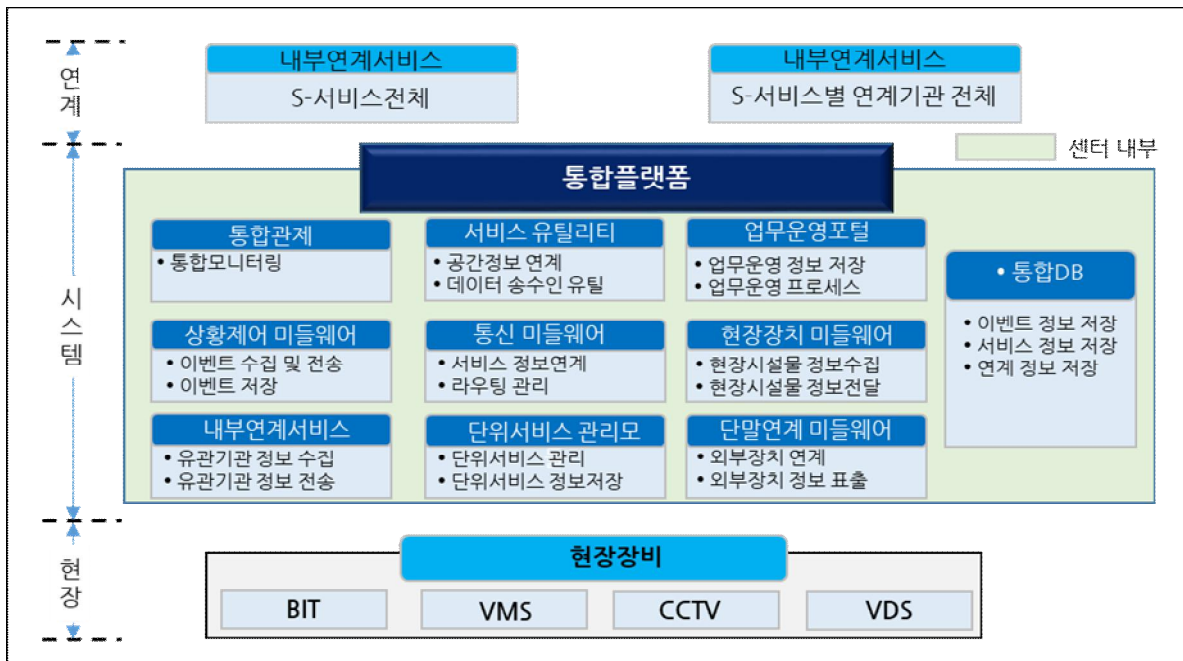 연계
내부연계서비스
S-서비스전체
내부연계서비스
S-서비스별 연계기관 전체
센터 내부
시스템
통합플랫폼
통합관제
• 통합모니터링
서비스 유틸리티
• 공간정보 연계
• 데이터 송수인 유틸
업무운영포털
• 업무운영 정보 저장
• 업무운영 프로세스
• 통합DB
• 이벤트 정보 저장
• 서비스 정보 저장
• 연계 정보 저장
상황제어 미들웨어
• 이벤트 수집 및 전송
• 이벤트 저장
통신 미들웨어
• 서비스 정보연계
• 라우팅 관리
현장장치 미들웨어
• 현장시설물 정보수집
• 현장시설물 정보전달
내부연계서비스
• 유관기관 정보 수집
• 유관기관 정보 전송
단위서비스 관리모
• 단위서비스 관리
• 단위서비스 정보저장
단말연계 미들웨어
• 외부장치 연계
• 외부장치 정보 표출
현장
현장장비
BIT
VMS
CCTV
VDS